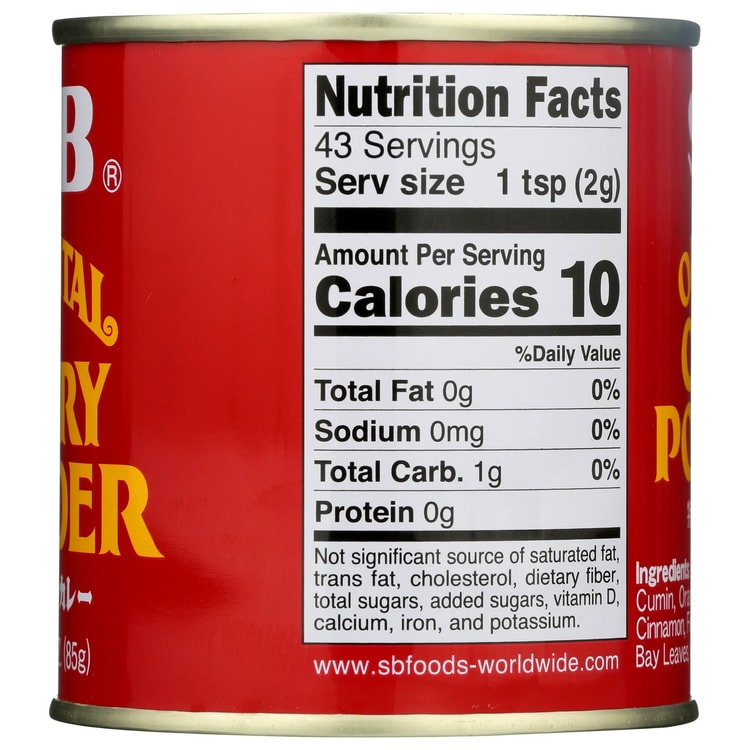 B®
TAL
RY
DER
カレー
(85g)
Nutrition Facts
43 Servings
Serv size 1 tsp (2g)
Amount Per Serving
Calories 10
%Daily Value
Total Fat 0g 0%
Sodium 0mg 0%
Total Carb. 1g 0%
Protein 0g
Not significant source of saturated fat,
trans fat, cholesterol, dietary fiber,
total sugars, added sugars, vitamin D,
calcium, iron, and potassium.
www.sbfoods-worldwide.com
S
O
C
PO
Ingredients
Cumin, Ora
Cinnamon, F
Bay Leaves